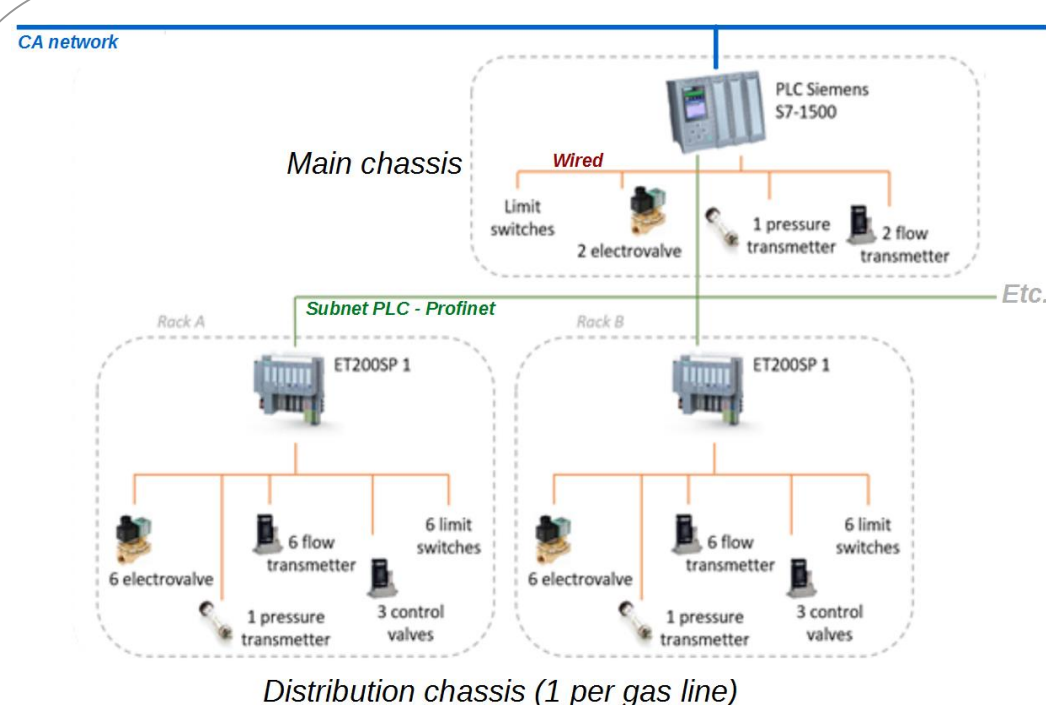 CA network
PLC Siemens
S7-1500
Main chassis
Wired
Limit
switches
2 electrovalve
1 pressure
transmetter
2 flow
transmetter
Etc.
Subnet PLC - Profinet
Rack A
ET200SP 1
6 electrovalve
1 pressure
transmetter
6 flow
transmetter
3 control
valves
6 limit
switches
Rack B
ET200SP 1
6 electrovalve
1 pressure
transmetter
6 flow
transmetter
3 control
valves
6 limit
switches
Distribution chassis (1 per gas line)